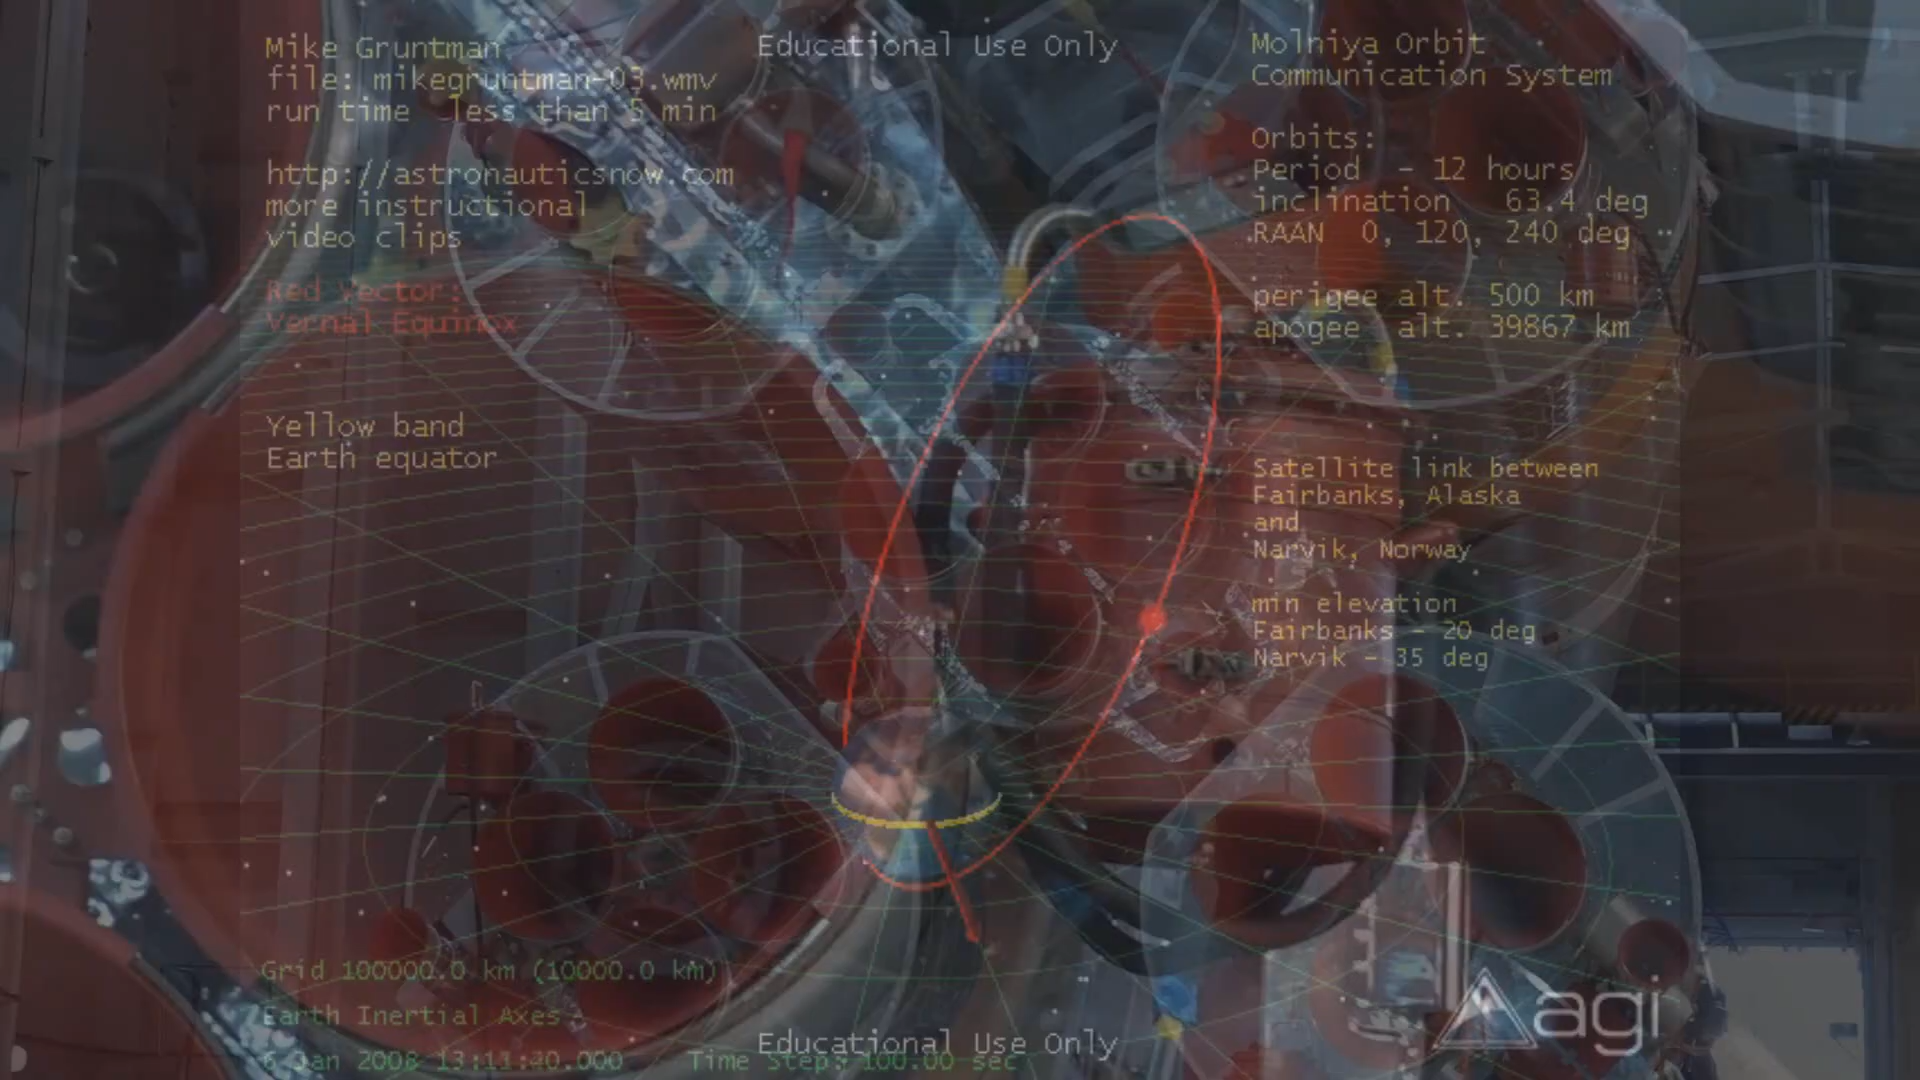 Mike Gruntman
file: mikegruntman-03.wmv
run time less than 5 min
http://astronauticsnow.com
more instructional
video clips
Red Vector:
Vernal Equinox
Yellow band
Earth equator
Educational Use Only
Molniya Orbit
Communication System
Orbits:
Period - 12 hours
inclination 63.4 deg
RAAN 0, 120, 240 deg
perigee alt. 500 km
apogee alt. 39867 km
Satellite link between
Fairbanks, Alaska
and
Narvik, Norway
min elevation
Fairbanks - 20 deg
Narvik - 35 deg
Grid 100000.0 km (10000.0 km)
Earth Inertial Axes
6 Jan 2008 13:11:40.000 Time Step: 100.00 sec
Educational Use Only
agi